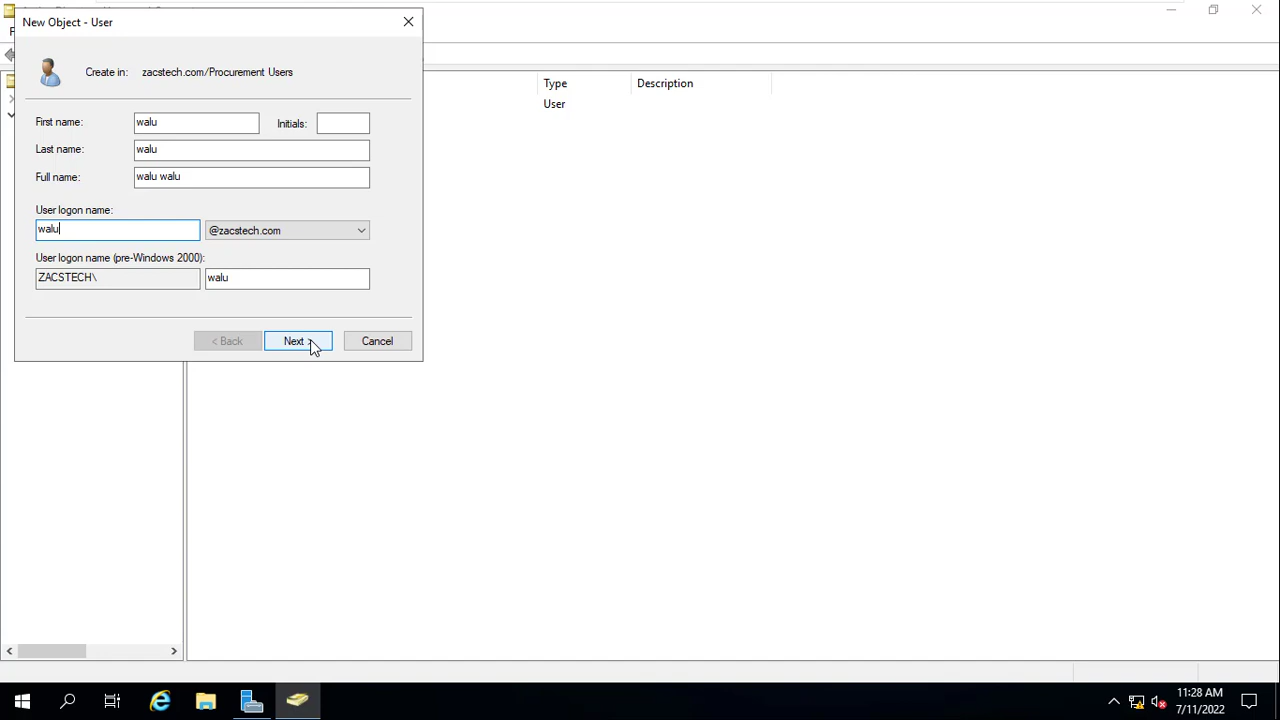 New Object - User
Create in: zacstech.com/Procurement Users
Type Description
User
First name: walu Initials:
Last name: walu
Full name: walu walu
User logon name:
walu @zacstech.com
User logon name (pre-Windows 2000):
ZACSTECH\ walu
< Back Next > Cancel
11:28 AM
7/11/2022